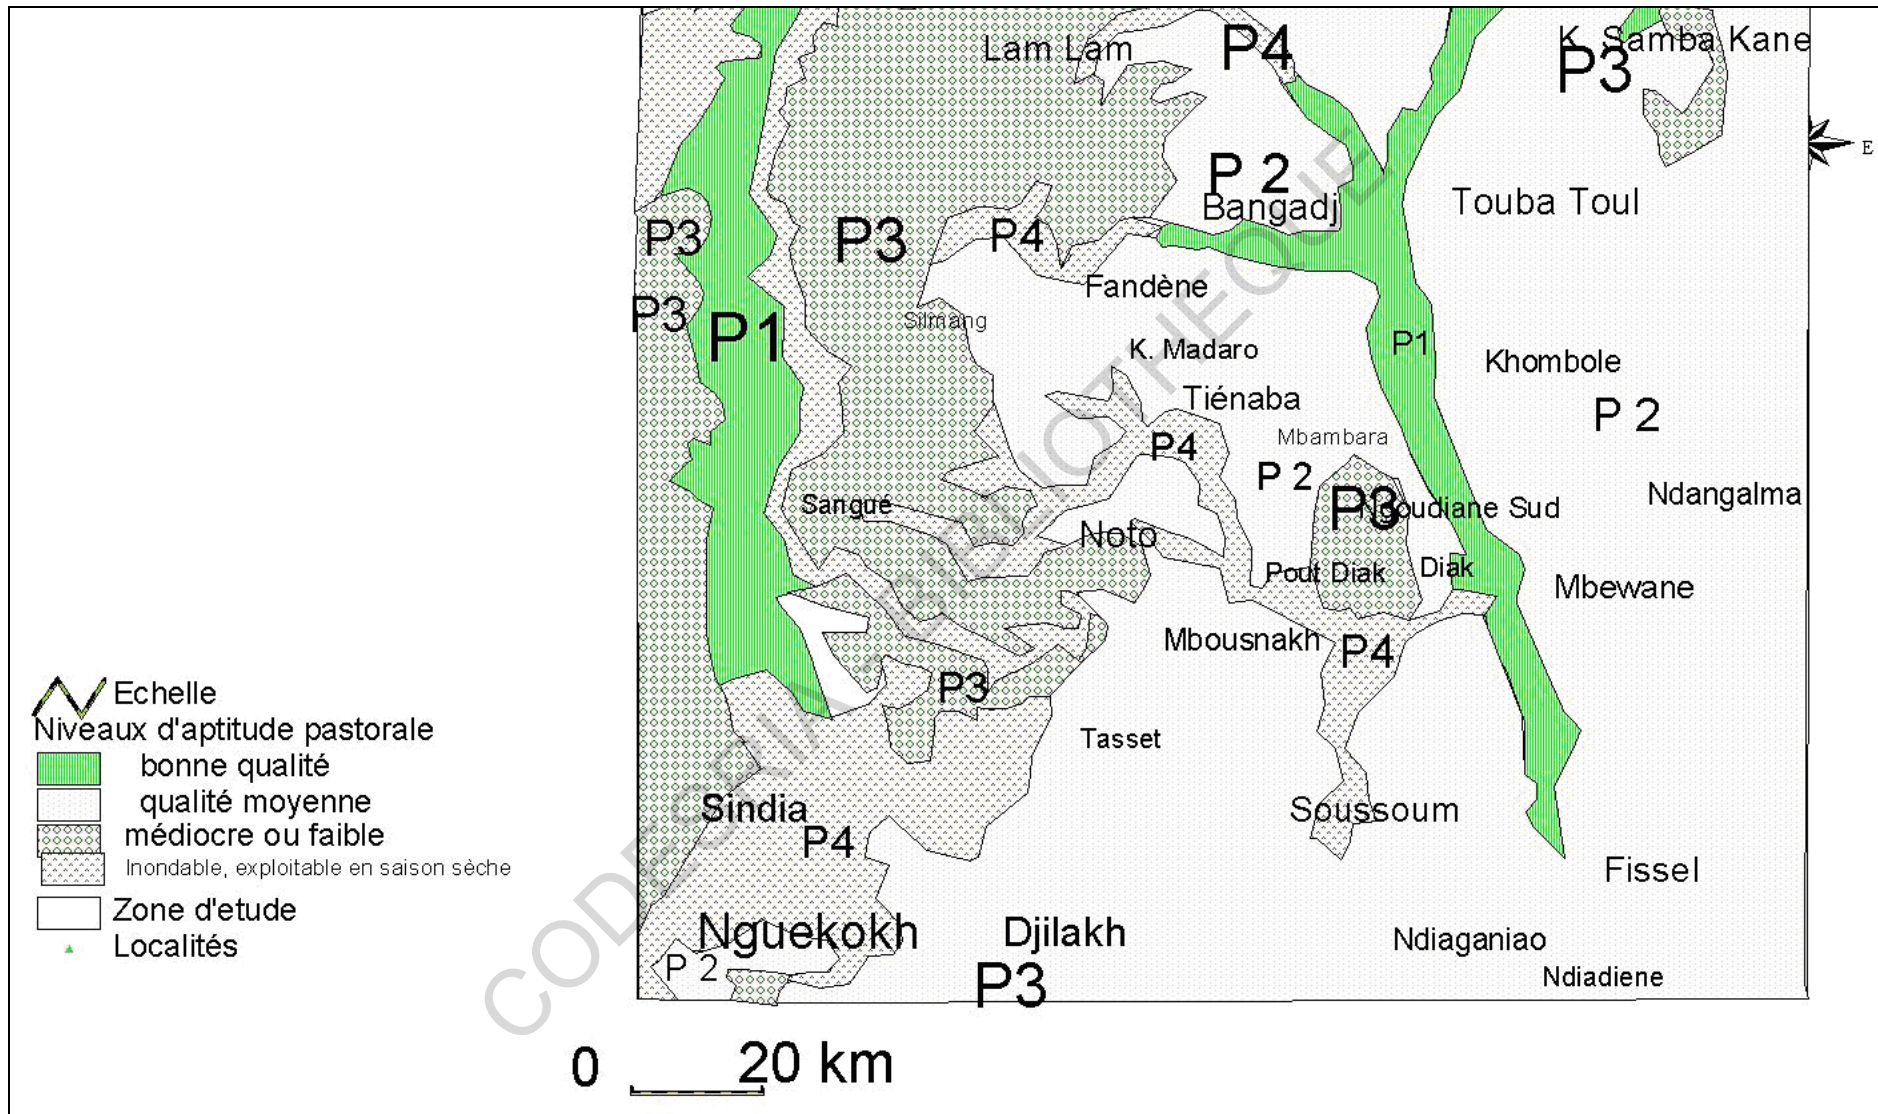 Lam Lam
P4
K. Samba Kane
P3
E
P 2
Bangadj
Touba Toul
P3
P3
P4
Fandène
P3
P1
Silmang
K. Madaro
P1
Khombole
Tiénaba
P 2
Mbambara
P4
P 2
P3
Ngoudiane Sud
Ndangalma
Sangué
Noto
Pout Diak
Diak
Mbewane
Mbousnakh
P4
P3
Tasset
Sindia
P4
Soussoum
Fissel
Nguekokh
Djilakh
Ndiaganiao
P 2
P3
Ndiadiene
Echelle
Niveaux d'aptitude pastorale
bonne qualité
qualité moyenne
médiocre ou faible
Inondable, exploitable en saison sèche
Zone d'etude
Localités
0 20 km
CODESRIA - BIBLIOTHEQUE